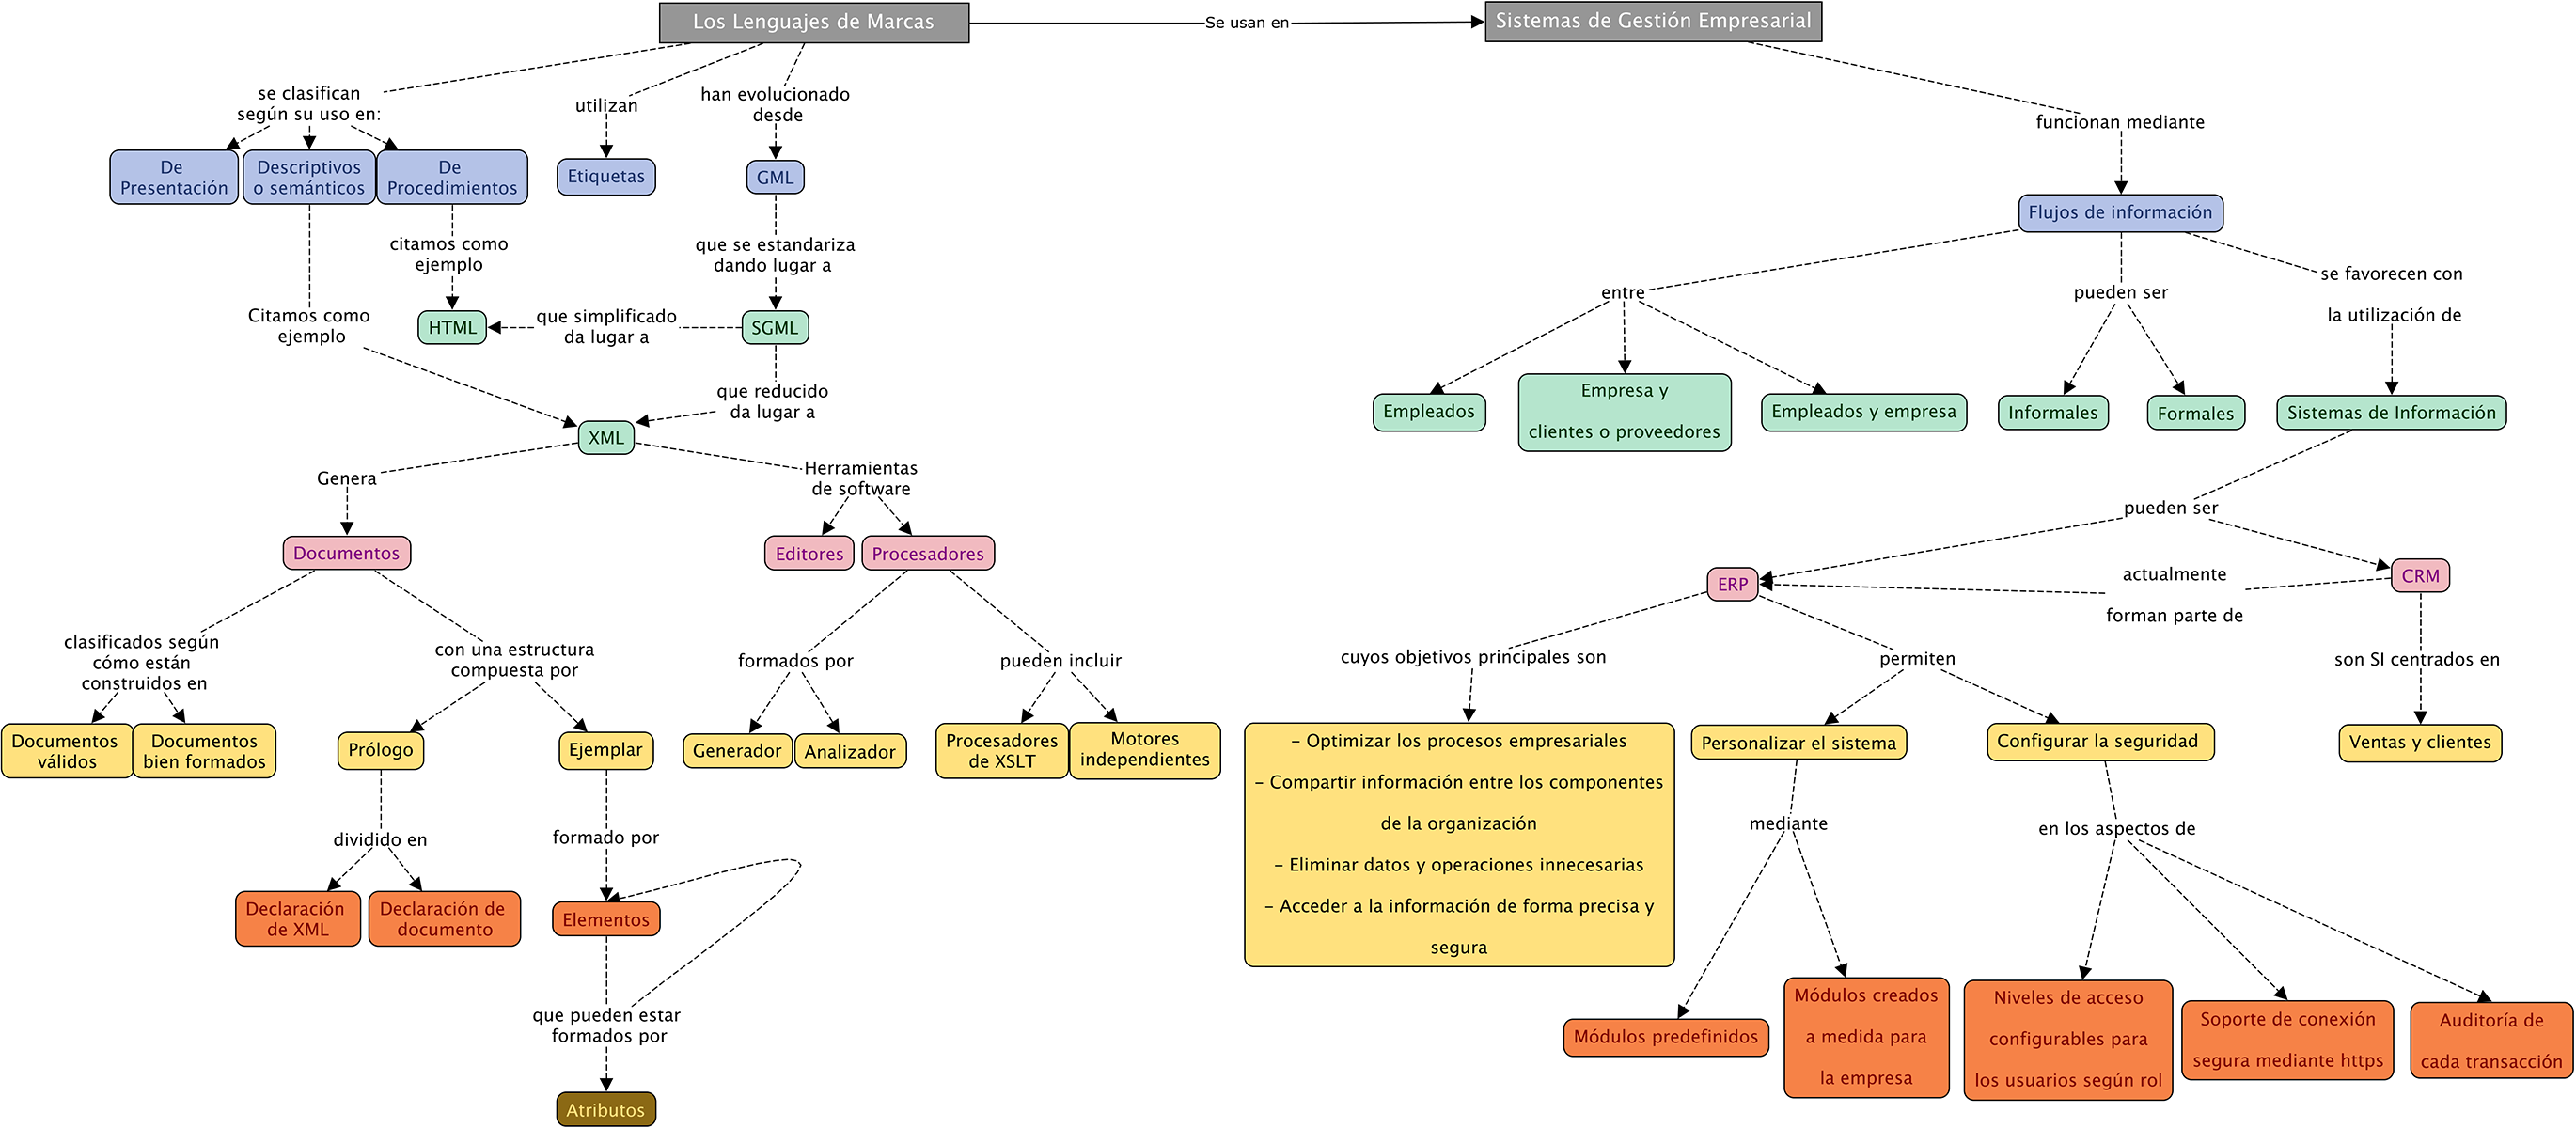 Los Lenguajes de Marcas
Se usan en
Sistemas de Gestión Empresarial
se clasifican
según su uso en:
utilizan
han evolucionado
desde
De
Presentación
Descriptivos
o semánticos
De
Procedimientos
Etiquetas
GML
citamos como
ejemplo
que se estandariza
dando lugar a
Citamos como
ejemplo
HTML
que simplificado
da lugar a
SGML
que reducido
da lugar a
XML
Genera
Herramientas
de software
Documentos
Editores
Procesadores
clasificados según
cómo están
construidos en
con una estructura
compuesta por
formados por
pueden incluir
Documentos
válidos
Documentos
bien formados
Prólogo
Ejemplar
Generador
Analizador
Procesadores
de XSLT
Motores
independientes
dividido en
formado por
Declaración
de XML
Declaración de
documento
Elementos
que pueden estar
formados por
Atributos
funcionan mediante
Flujos de información
entre
pueden ser
se favorecen con
la utilización de
Empleados
Empresa y
clientes o proveedores
Empleados y empresa
Informales
Formales
Sistemas de Información
pueden ser
ERP
actualmente
forman parte de
CRM
cuyos objetivos principales son
permiten
son SI centrados en
– Optimizar los procesos empresariales
– Compartir información entre los componentes
de la organización
– Eliminar datos y operaciones innecesarias
– Acceder a la información de forma precisa y
segura
Personalizar el sistema
Configurar la seguridad
Ventas y clientes
mediante
en los aspectos de
Módulos predefinidos
Módulos creados
a medida para
la empresa
Niveles de acceso
configurables para
los usuarios según rol
Soporte de conexión
segura mediante https
Auditoría de
cada transacción